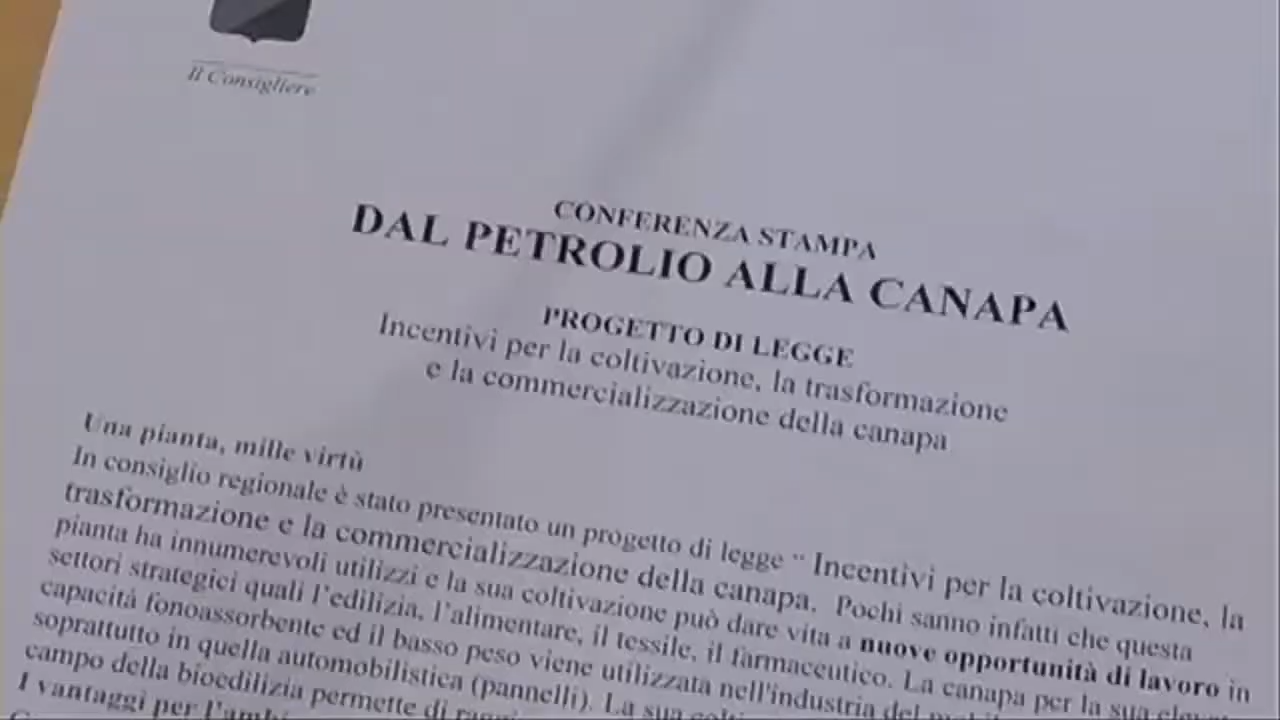 Il Consigliere
CONFERENZA STAMPA
DAL PETROLIO ALLA CANAPA
PROGETTO DI LEGGE
Incentivi per la coltivazione, la trasformazione
e la commercializzazione della canapa
Una pianta, mille virtù
In consiglio regionale è stato presentato un progetto di legge “ Incentivi per la coltivazione, la
trasformazione e la commercializzazione della canapa. Pochi sanno infatti che questa
pianta ha innumerevoli utilizzi e la sua coltivazione può dare vita a nuove opportunità di lavoro in
settori strategici quali l'edilizia, l'alimentare, il tessile, il farmaceutico. La canapa per la sua
capacità fonoassorbente ed il basso peso viene utilizzata nell'industria del
soprattutto in quella automobilistica (pannelli). La sua
campo della bioedilizia permette di
I vantaggi per